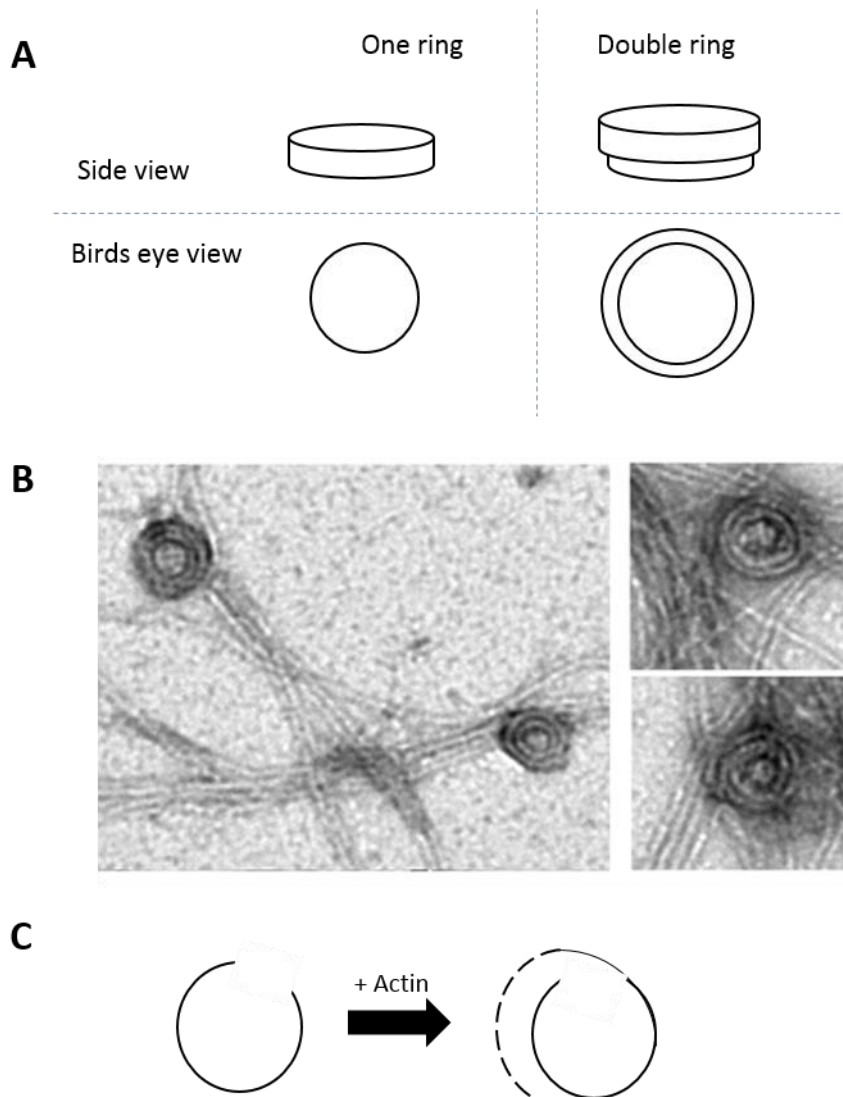 A
One ring
Double ring
Side view
Birds eye view
B
C
+ Actin